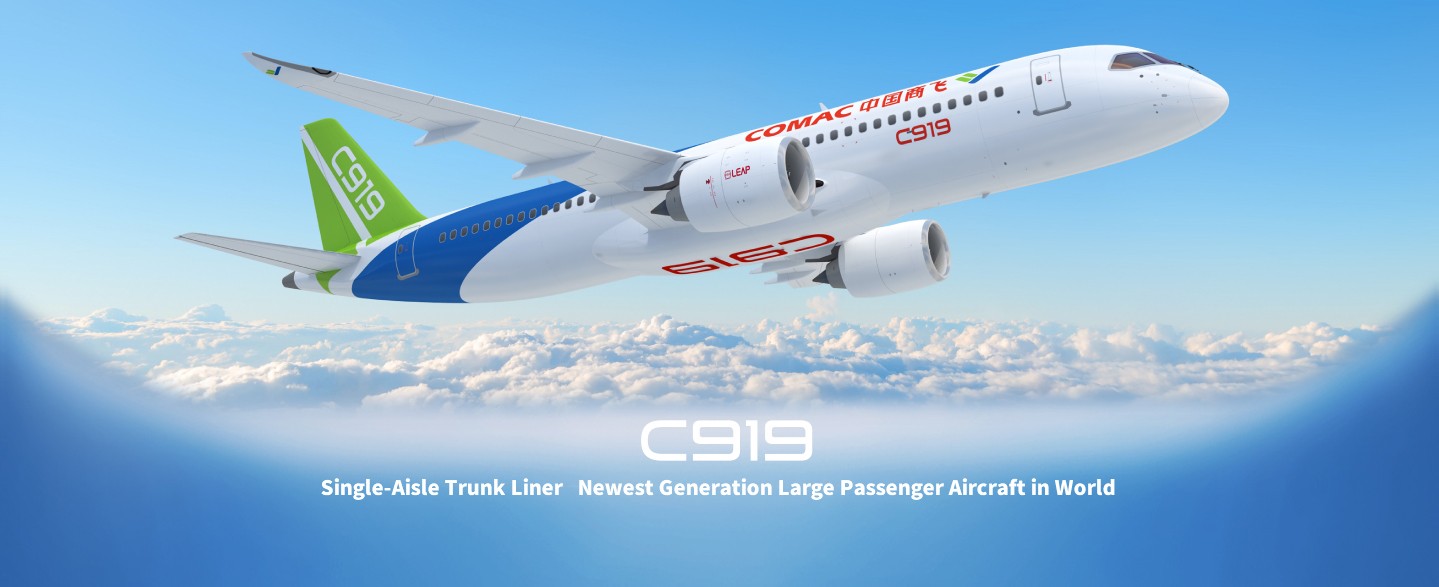 COMAC 中国商飞
C919
C919
LEAP
C919
C919
Single-Aisle Trunk Liner Newest Generation Large Passenger Aircraft in World